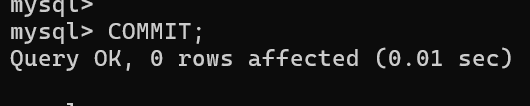 mysql>
mysql> COMMIT;
Query OK, 0 rows affected (0.01 sec)